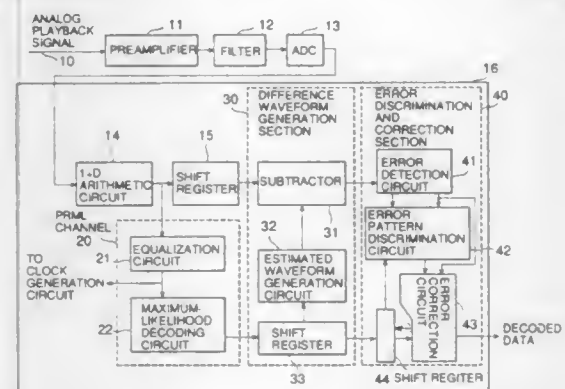 ANALOG
PLAYBACK
SIGNAL
10
11
PREAMPLIFIER
12
FILTER
13
ADC
16
30
DIFFERENCE
WAVEFORM
GENERATION
SECTION
ERROR
DISCRIMINATION
AND
CORRECTION
SECTION
40
14
1+D
ARITHMETIC
CIRCUIT
15
SHIFT
REGISTER
SUBTRACTOR
31
ERROR
DETECTION
CIRCUIT
41
PRML
CHANNEL
20
EQUALIZATION
CIRCUIT
21
32
ESTIMATED
WAVEFORM
GENERATION
CIRCUIT
ERROR
PATTERN
DISCRIMINATION
CIRCUIT
42
TO
CLOCK
GENERATION
CIRCUIT
MAXIMUM-
LIKELIHOOD
DECODING
CIRCUIT
22
SHIFT
REGISTER
33
ERROR
CORRECTION
CIRCUIT
43
DECODED
DATA
44 SHIFT REGITER